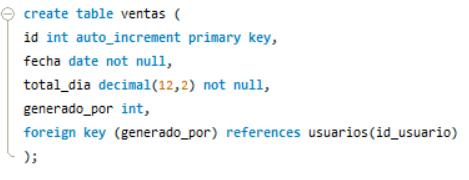 create table ventas (
id int auto_increment primary key,
fecha date not null,
total_dia decimal(12,2) not null,
generado_por int,
foreign key (generado_por) references usuarios(id_usuario)
);